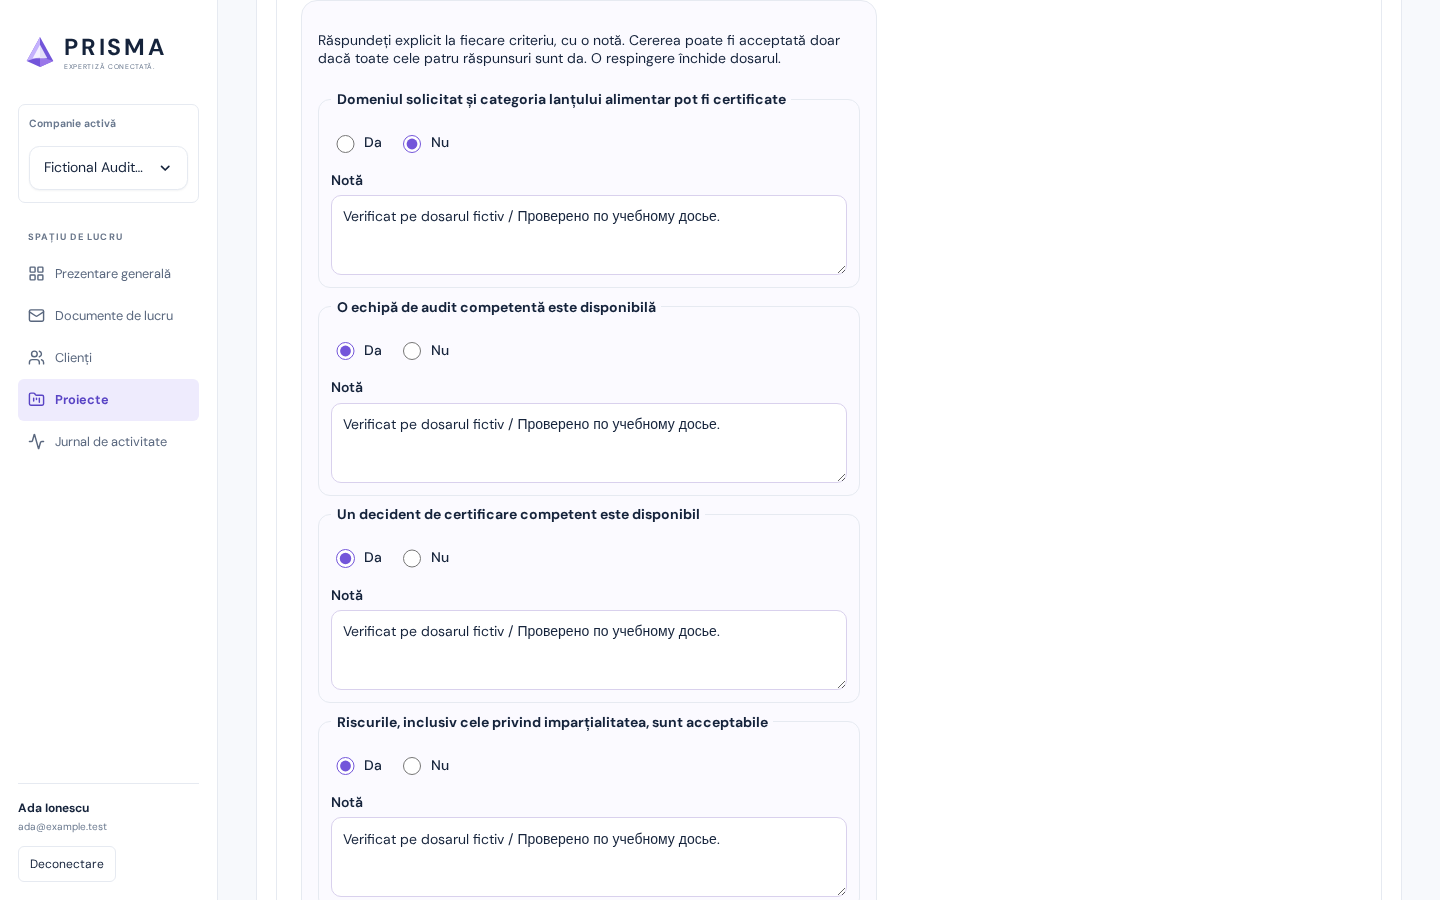 PRISMA
EXPERTIZĂ CONECTATĂ.
Companie activă
Fictional Audit...
SPAȚIU DE LUCRU
Prezentare generală
Documente de lucru
Clienți
Proiecte
Jurnal de activitate
Ada Ionescu
ada@example.test
Deconectare
Răspundeți explicit la fiecare criteriu, cu o notă. Cererea poate fi acceptată doar
dacă toate cele patru răspunsuri sunt da. O respingere închide dosarul.
Domeniul solicitat și categoria lanțului alimentar pot fi certificate
Da Nu
Notă
Verificat pe dosarul fictiv / Проверено по учебному досье.
O echipă de audit competentă este disponibilă
Da Nu
Notă
Verificat pe dosarul fictiv / Проверено по учебному досье.
Un decident de certificare competent este disponibil
Da Nu
Notă
Verificat pe dosarul fictiv / Проверено по учебному досье.
Riscurile, inclusiv cele privind imparțialitatea, sunt acceptabile
Da Nu
Notă
Verificat pe dosarul fictiv / Проверено по учебному досье.